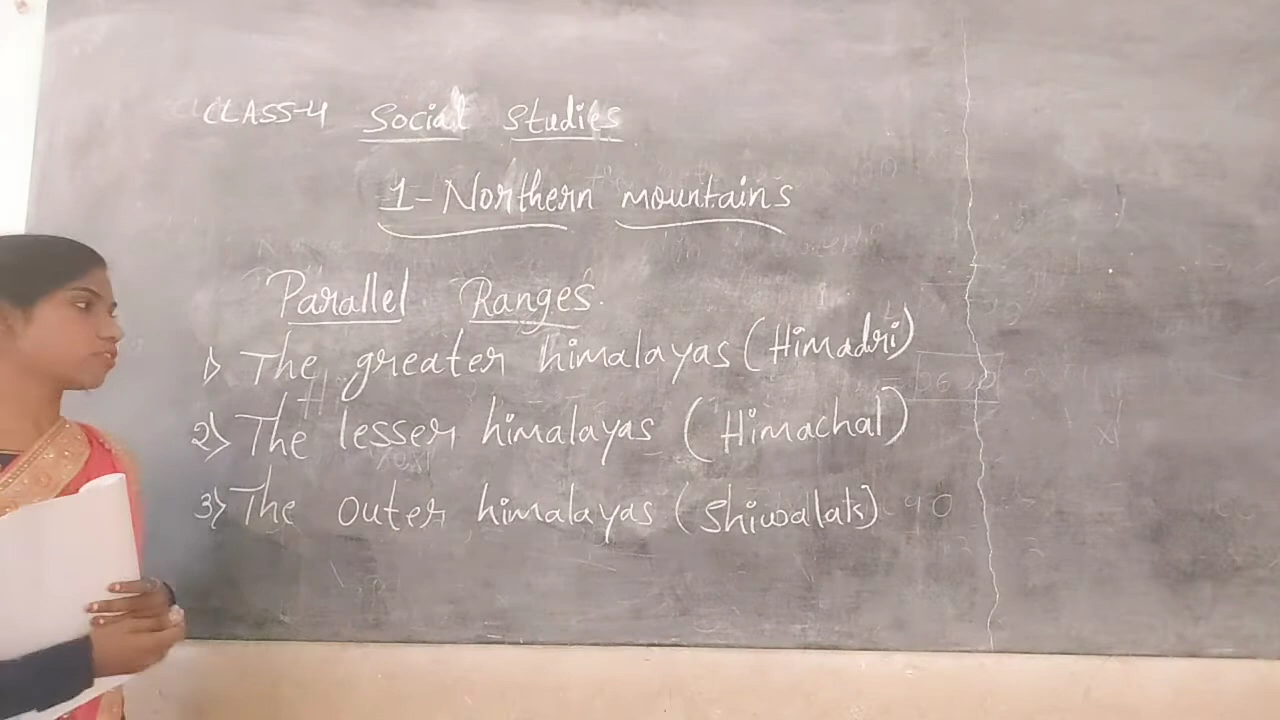 CLASS-4 Social Studies
1-Northern mountains
Parallel Ranges.
1) The greater himalayas (Himadri)
2) The lesser himalayas (Himachal)
3) The outer himalayas (Shiwalaks)